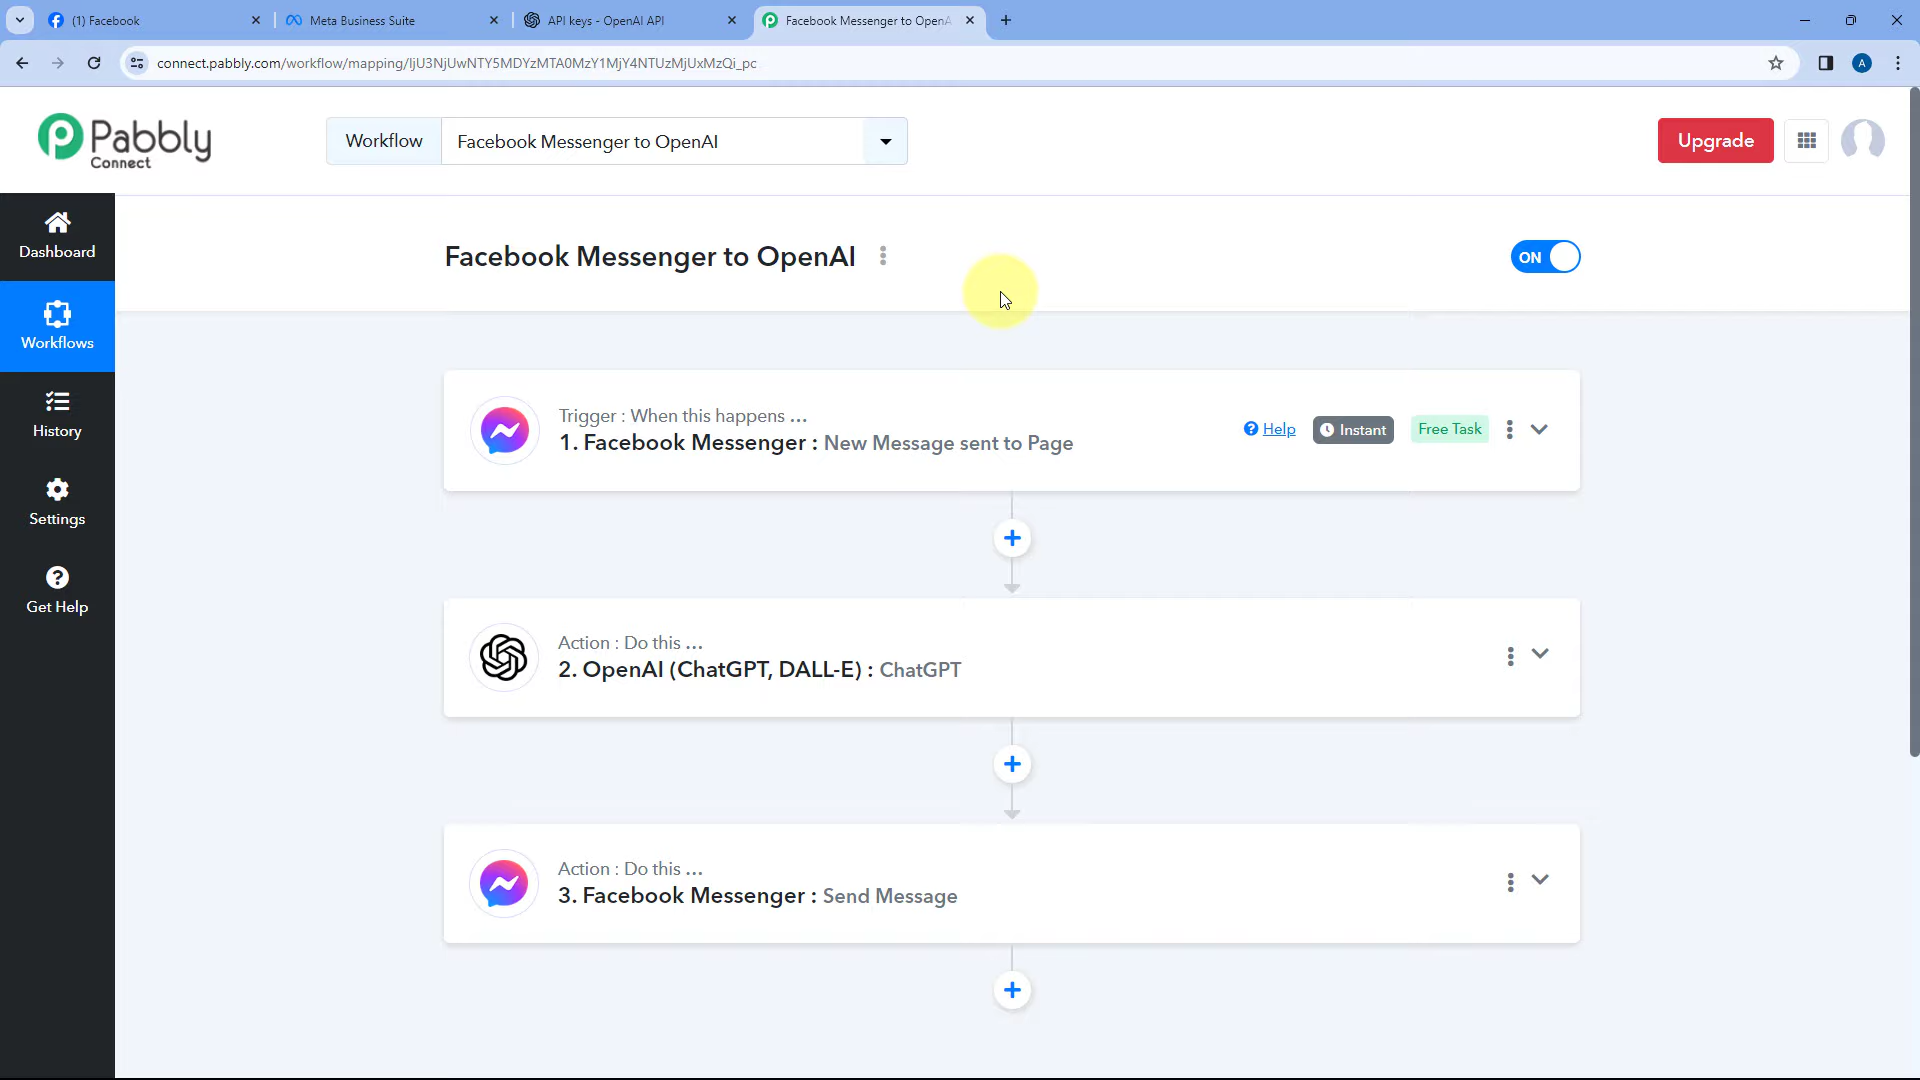 (1) Facebook
Meta Business Suite
API keys - OpenAI API
Facebook Messenger to OpenA
connect.pabbly.com/workflow/mapping/IjU3NjUwNTY5MDYzMTA0MzY1MjY4NTUzMjUxMzQi_pc
A
Pabbly
Connect
Workflow
Facebook Messenger to OpenAI
Upgrade
Dashboard
Workflows
History
Settings
Get Help
Facebook Messenger to OpenAI
ON
Trigger : When this happens ...
1. Facebook Messenger : New Message sent to Page
Help
Instant
Free Task
Action : Do this ...
2. OpenAI (ChatGPT, DALL-E) : ChatGPT
Action : Do this ...
3. Facebook Messenger : Send Message